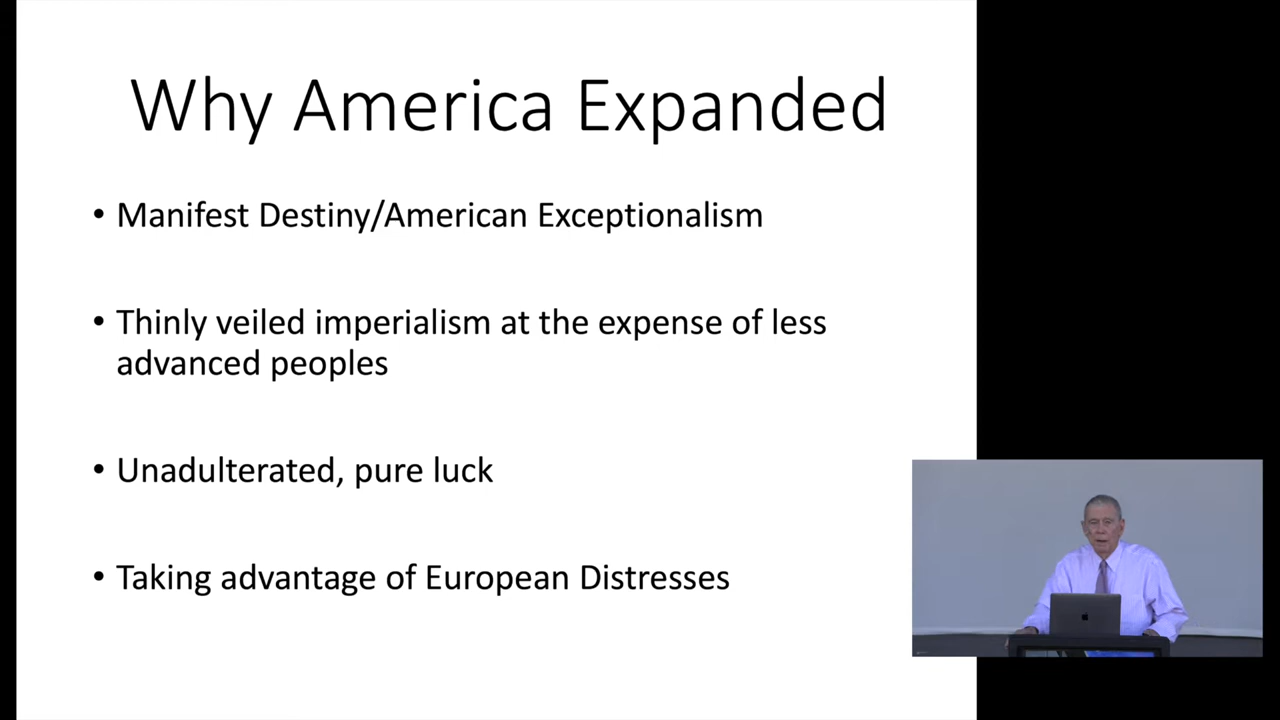 Why America Expanded
• Manifest Destiny/American Exceptionalism
• Thinly veiled imperialism at the expense of less
advanced peoples
• Unadulterated, pure luck
• Taking advantage of European Distresses